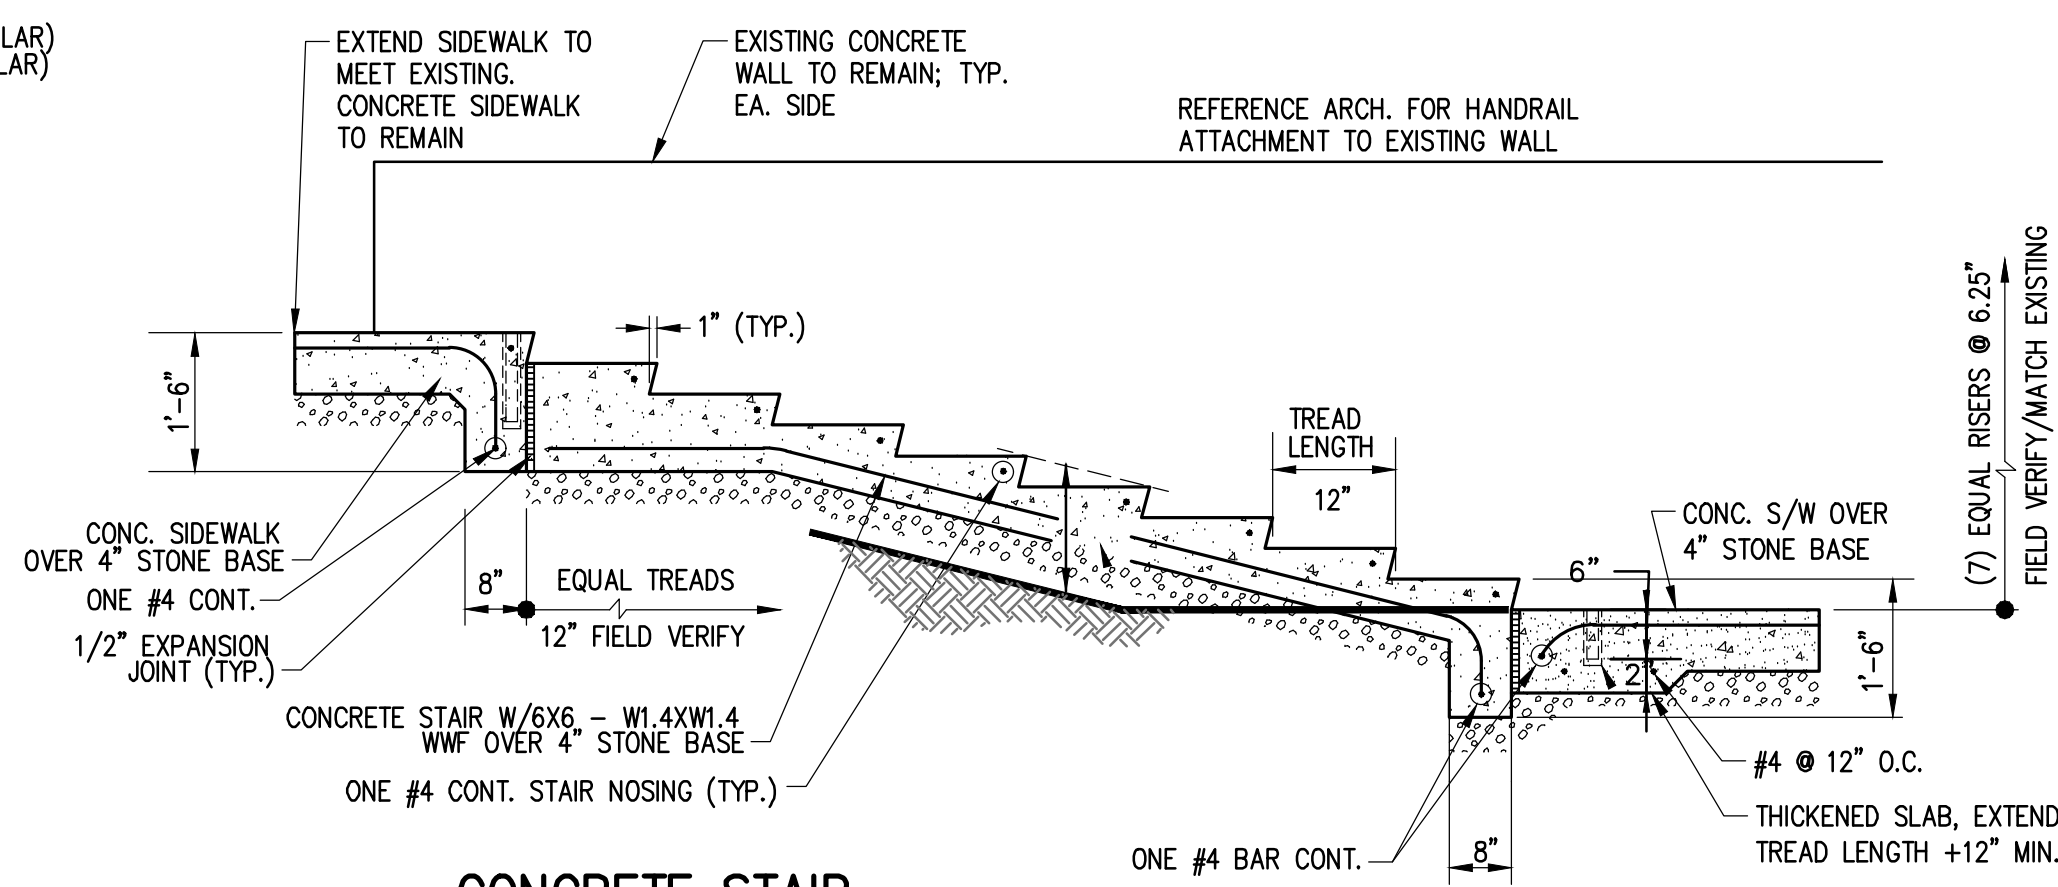 LAR)
LAR)
EXTEND SIDEWALK TO
MEET EXISTING.
CONCRETE SIDEWALK
TO REMAIN
EXISTING CONCRETE
WALL TO REMAIN; TYP.
EA. SIDE
REFERENCE ARCH. FOR HANDRAIL
ATTACHMENT TO EXISTING WALL
1" (TYP.)
1'-6"
TREAD
LENGTH
12"
(7) EQUAL RISERS @ 6.25"
FIELD VERIFY/MATCH EXISTING
CONC. SIDEWALK
OVER 4" STONE BASE
ONE #4 CONT.
1/2" EXPANSION
JOINT (TYP.)
8"
EQUAL TREADS
12" FIELD VERIFY
CONC. S/W OVER
4" STONE BASE
6"
2"
1'-6"
CONCRETE STAIR W/6X6 - W1.4XW1.4
WWF OVER 4" STONE BASE
ONE #4 CONT. STAIR NOSING (TYP.)
#4 @ 12" O.C.
THICKENED SLAB, EXTEND
TREAD LENGTH +12" MIN.
ONE #4 BAR CONT.
8"
CONCRETE STAIR